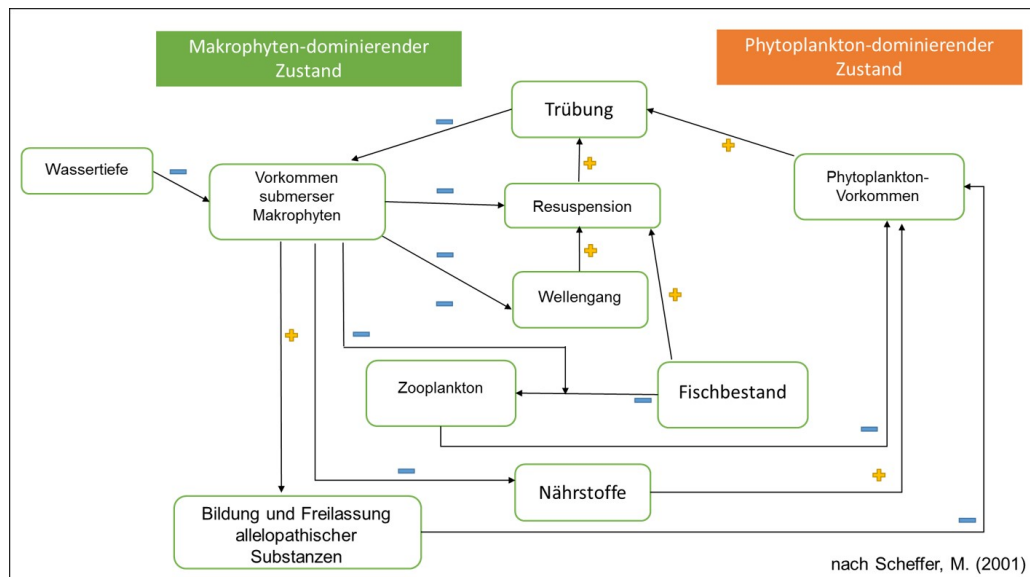 Makrophyten-dominierender
Zustand
Phytoplankton-dominierender
Zustand
Trübung
Wassertiefe
Vorkommen
submerser
Makrophyten
Phytoplankton-
Vorkommen
Resuspension
Wellengang
Zooplankton
Fischbestand
Nährstoffe
Bildung und Freilassung
allelopathischer
Substanzen
nach Scheffer, M. (2001)